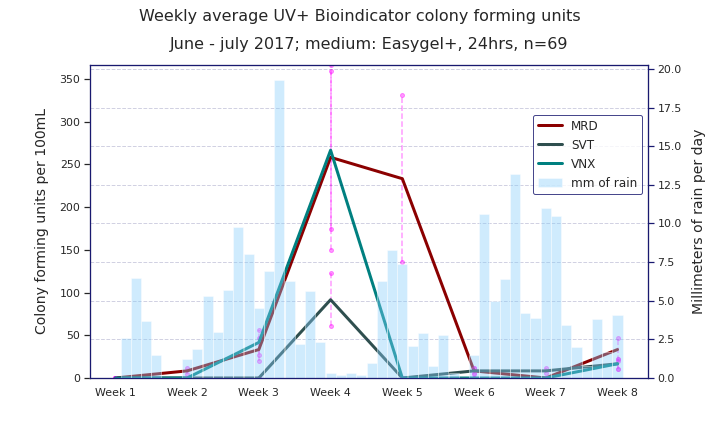 Weekly average UV+ Bioindicator colony forming units
June - july 2017; medium: Easygel+, 24hrs, n=69
Colony forming units per 100mL
350
300
250
200
150
100
50
0
20.0
17.5
15.0
12.5
10.0
7.5
5.0
2.5
0.0
Millimeters of rain per day
MRD
SVT
VNX
mm of rain
Week 1 Week 2 Week 3 Week 4 Week 5 Week 6 Week 7 Week 8